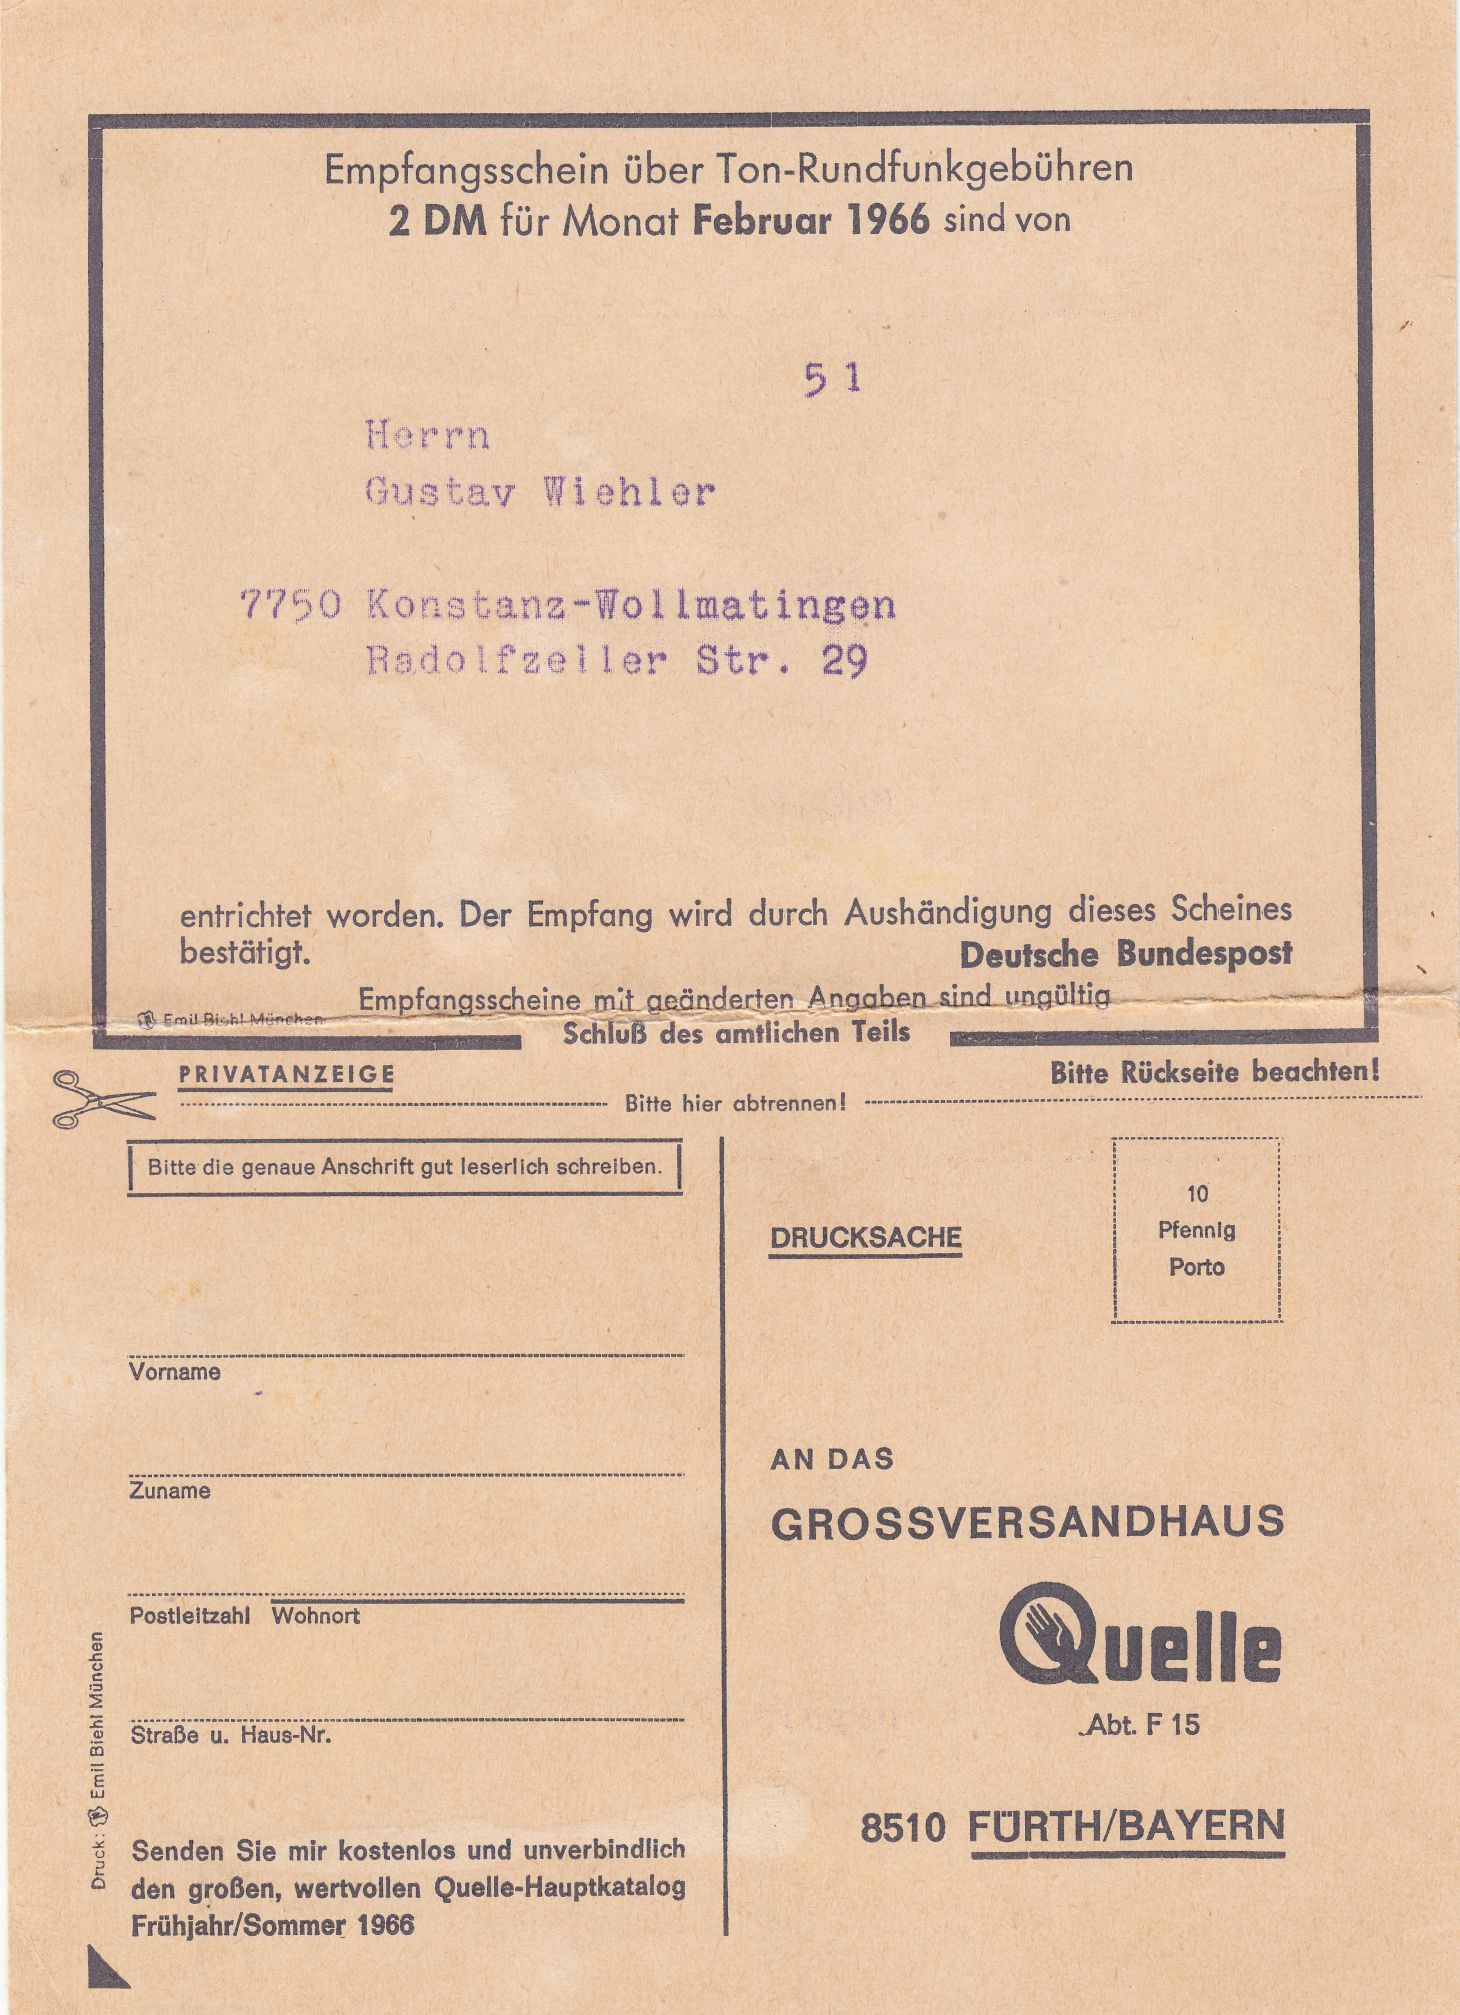 Empfangsschein über Ton-Rundfunkgebühren
2 DM für Monat Februar 1966 sind von
51
Herrn
Gustav Wiehler
7750 Konstanz-Wollmatingen
Radolfzeller Str. 29
entrichtet worden. Der Empfang wird durch Aushändigung dieses Scheines
bestätigt.
Deutsche Bundespost
Empfangsscheine mit geänderten Angaben sind ungültig
Emil Biehl München
Schluß des amtlichen Teils
PRIVATANZEIGE
Bitte Rückseite beachten!
Bitte hier abtrennen!
Bitte die genaue Anschrift gut leserlich schreiben.
Vorname
Zuname
Postleitzahl Wohnort
Straße u. Haus-Nr.
Senden Sie mir kostenlos und unverbindlich
den großen, wertvollen Quelle-Hauptkatalog
Frühjahr/Sommer 1966
Druck: Emil Biehl München
DRUCKSACHE
10
Pfennig
Porto
AN DAS
GROSSVERSANDHAUS
Quelle
Abt. F 15
8510 FÜRTH/BAYERN